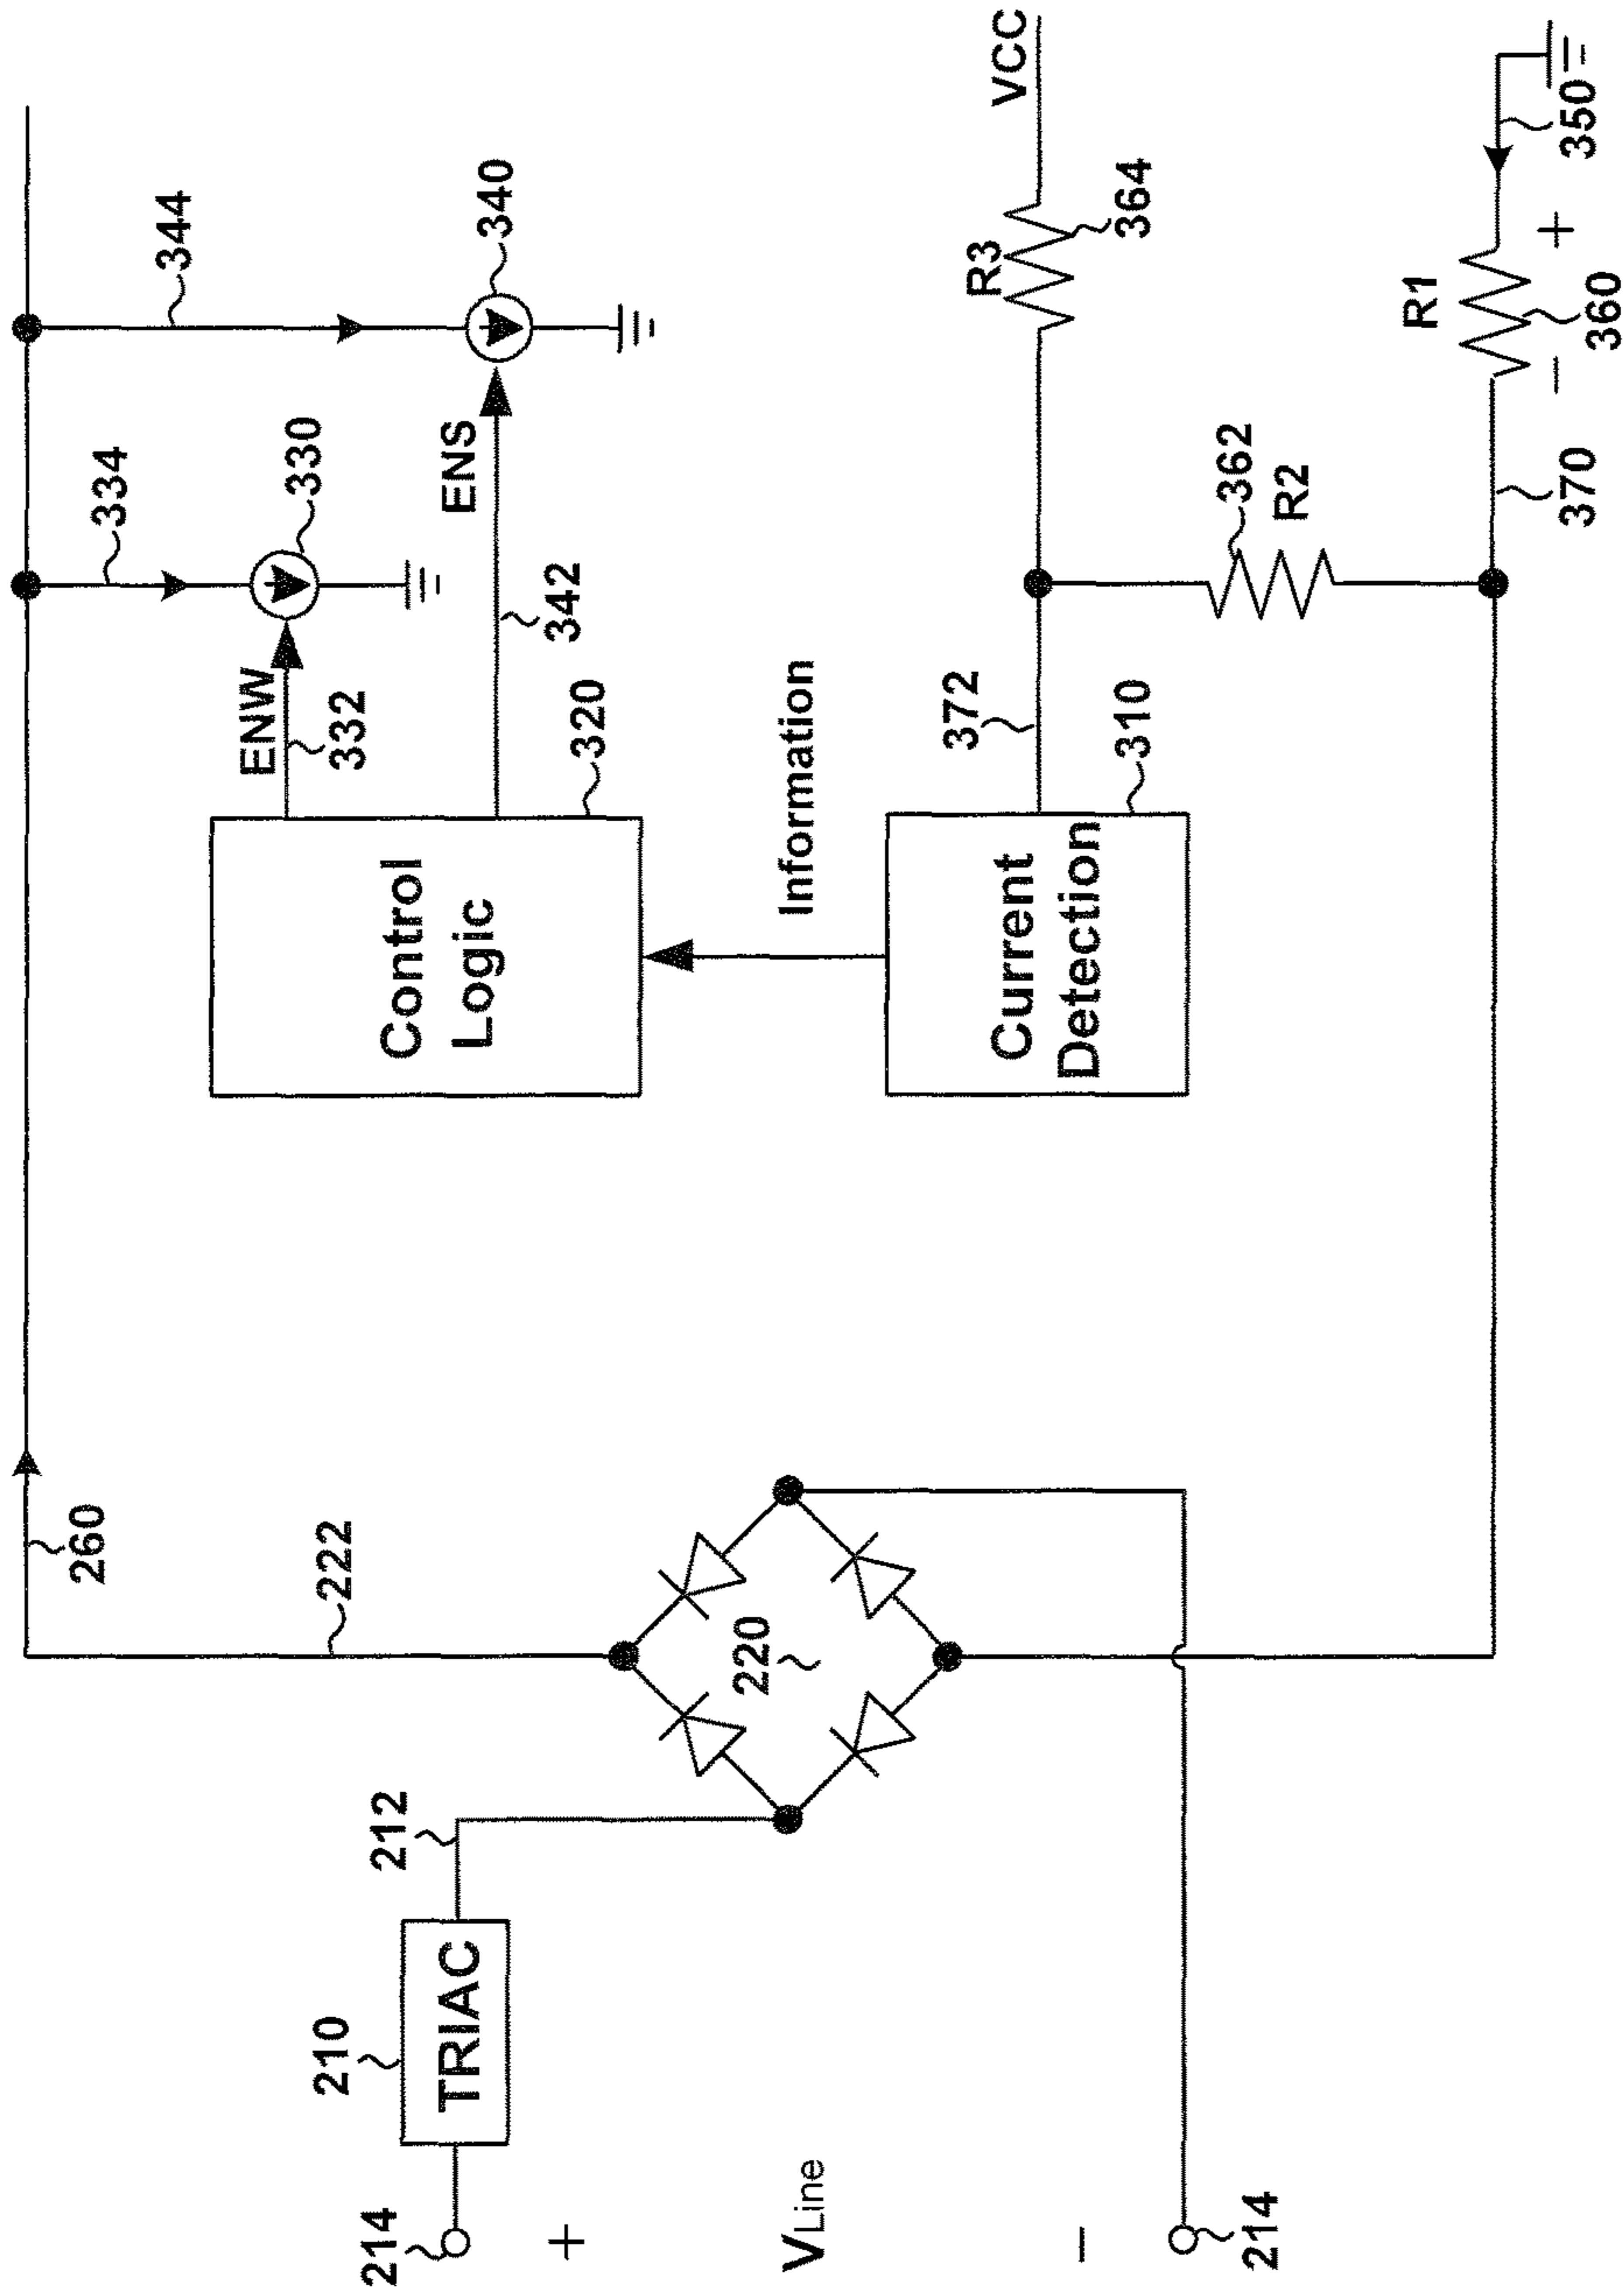 260
222
334
344
ENW
332
330
340
ENS
342
Control
Logic
320
Information
Current
Detection
310
372
VCC
R3
364
362
R2
R1
+
-
360
350
370
210
TRIAC
212
220
214
+
VLine
-
214